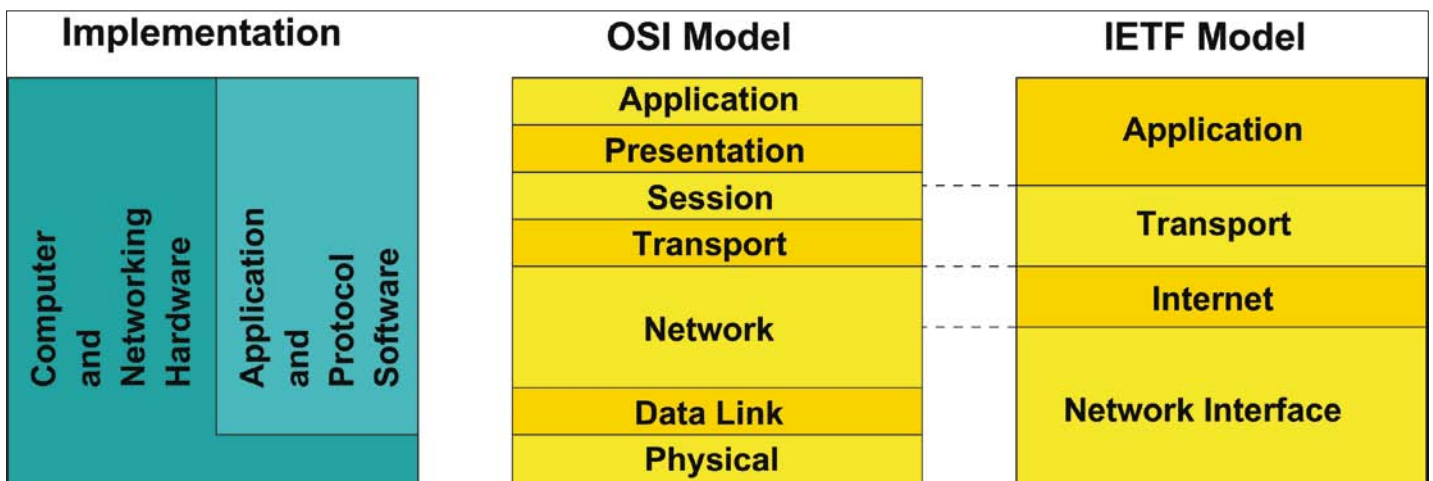 Implementation
Computer
and
Networking
Hardware
Application
and
Protocol
Software
OSI Model
Application
Presentation
Session
Transport
Network
Data Link
Physical
IETF Model
Application
Transport
Internet
Network Interface